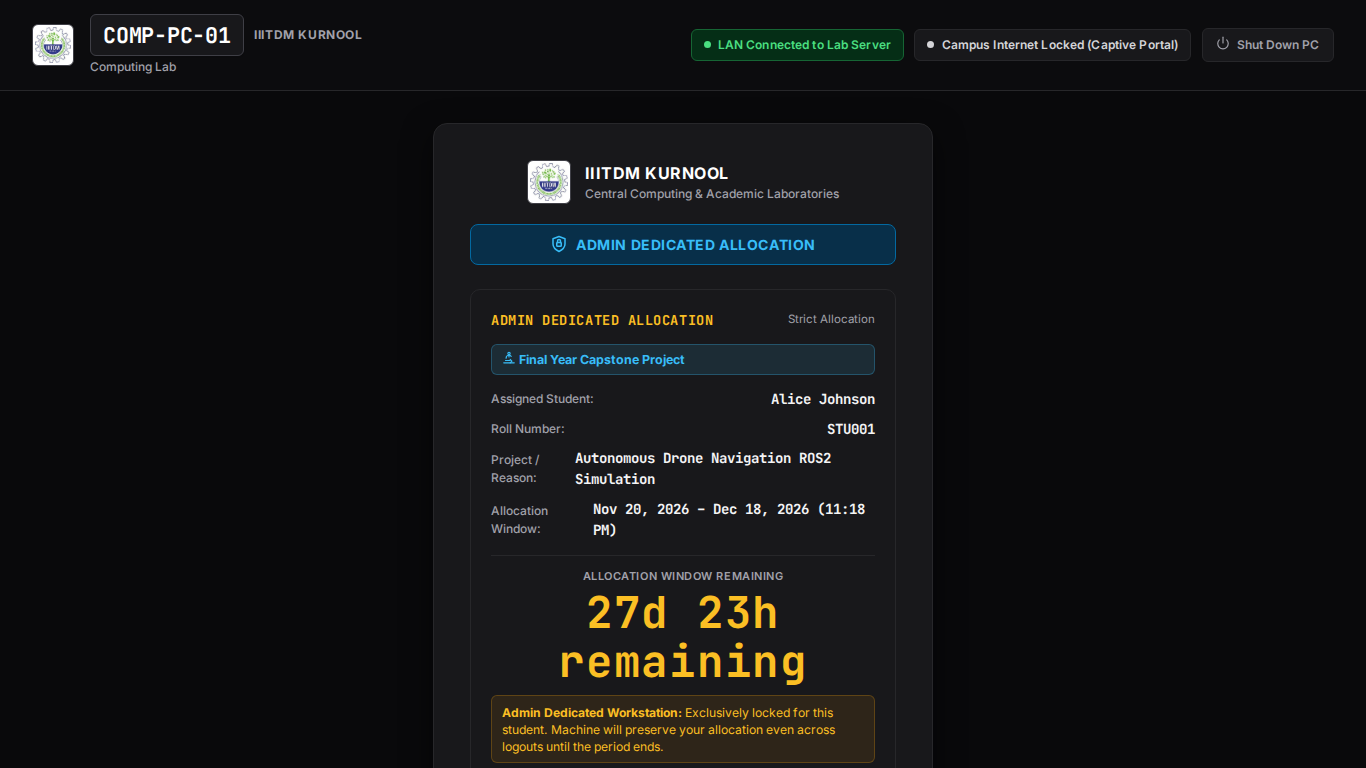 COMP-PC-01
IIITDM KURNOOL
Computing Lab
LAN Connected to Lab Server
Campus Internet Locked (Captive Portal)
Shut Down PC
IIITDM KURNOOL
Central Computing & Academic Laboratories
ADMIN DEDICATED ALLOCATION
ADMIN DEDICATED ALLOCATION
Strict Allocation
Final Year Capstone Project
Assigned Student:
Alice Johnson
Roll Number:
STU001
Project /
Reason:
Autonomous Drone Navigation ROS2
Simulation
Allocation
Window:
Nov 20, 2026 – Dec 18, 2026 (11:18
PM)
ALLOCATION WINDOW REMAINING
27d 23h
remaining
Admin Dedicated Workstation: Exclusively locked for this
student. Machine will preserve your allocation even across
logouts until the period ends.